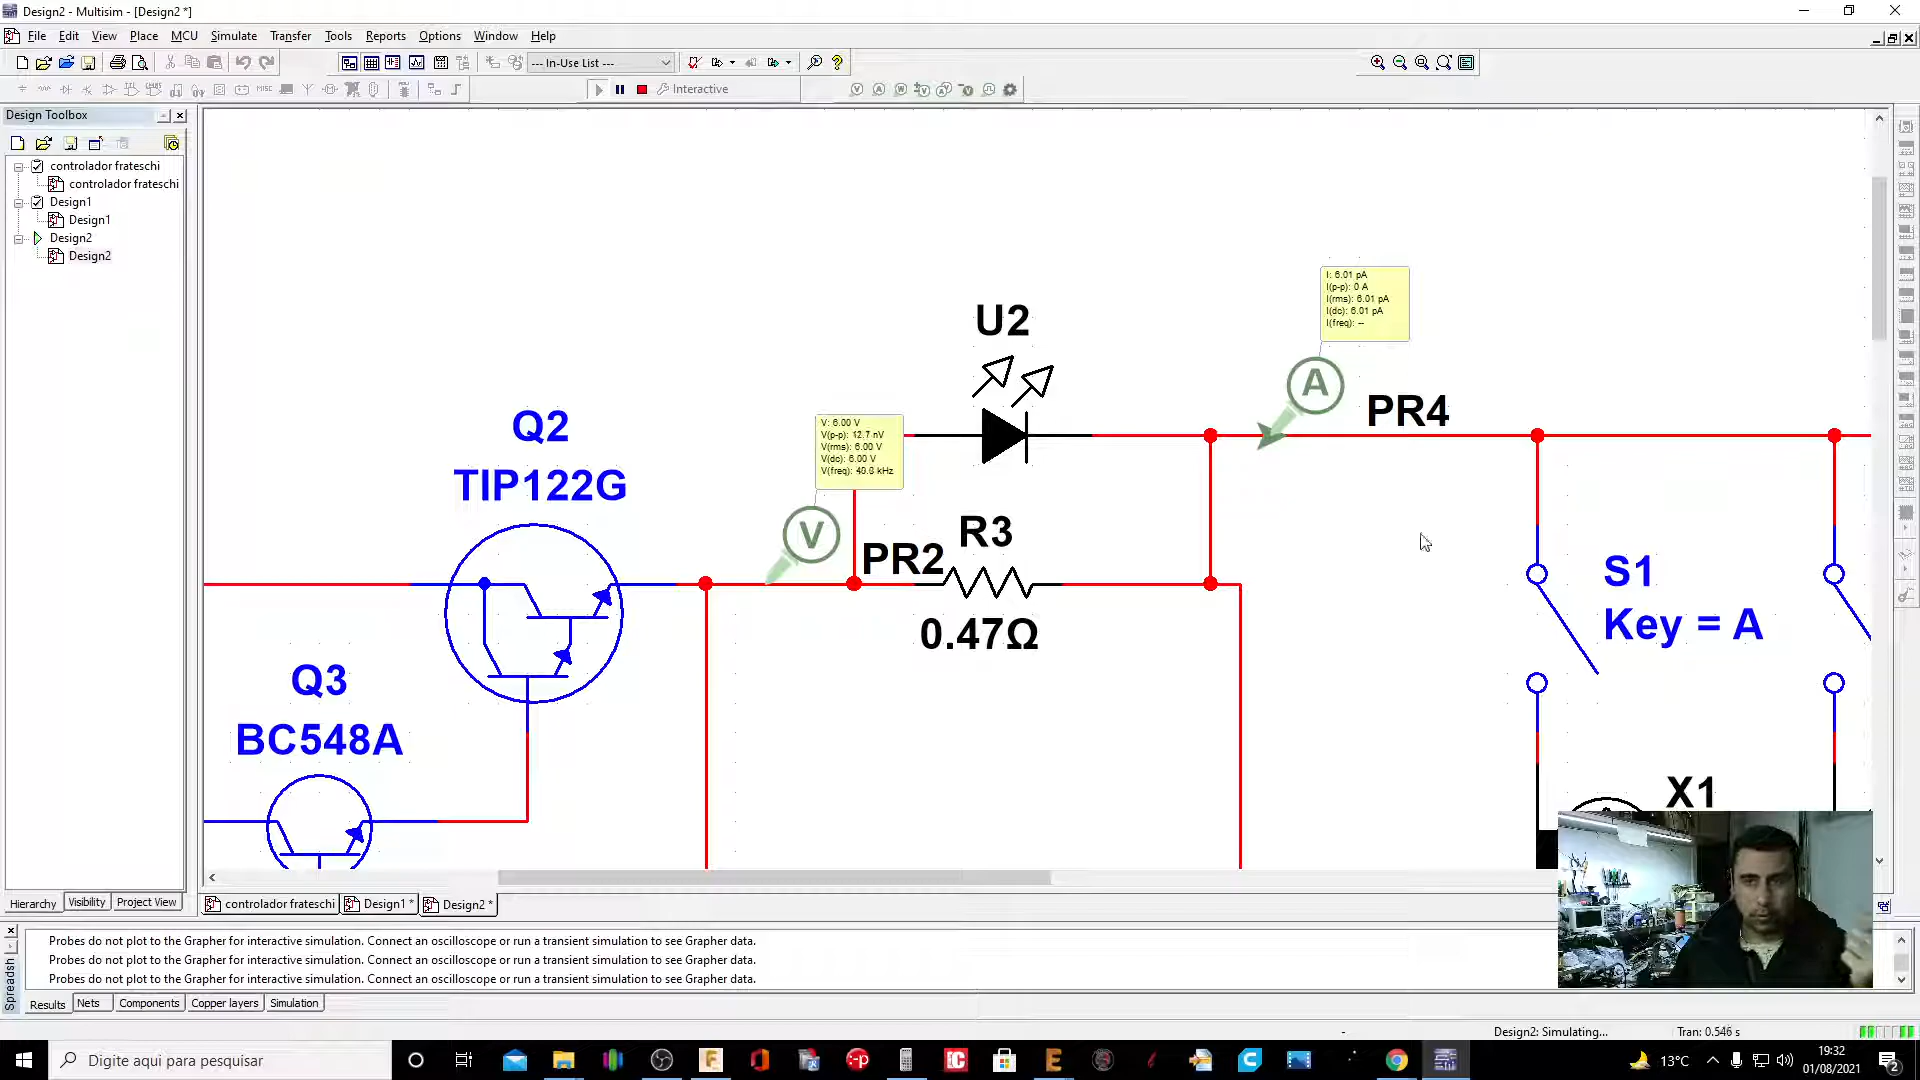 Design2 - Multisim - [Design2 *]
File Edit View Place MCU Simulate Transfer Tools Reports Options Window Help
--- In-Use List ---
Interactive
Design Toolbox
controlador frateschi
controlador frateschi
Design1
Design1
Design2
Design2
I: 6.01 pA
I(p-p): 0 A
I(rms): 6.01 pA
I(dc): 6.01 pA
I(freq): --
U2
A
PR4
V: 6.00 V
V(p-p): 12.7 nV
V(rms): 6.00 V
V(dc): 6.00 V
V(freq): 40.8 kHz
Q2
TIP122G
V
PR2
R3
0.47Ω
S1
Key = A
Q3
BC548A
X1
Hierarchy Visibility Project View
controlador frateschi Design1 * Design2 *
Probes do not plot to the Grapher for interactive simulation. Connect an oscilloscope or run a transient simulation to see Grapher data.
Probes do not plot to the Grapher for interactive simulation. Connect an oscilloscope or run a transient simulation to see Grapher data.
Probes do not plot to the Grapher for interactive simulation. Connect an oscilloscope or run a transient simulation to see Grapher data.
Spreadsh
Results Nets Components Copper layers Simulation
- Design2: Simulating... Tran: 0.546 s
Digite aqui para pesquisar
13°C
19:32
01/08/2021
2